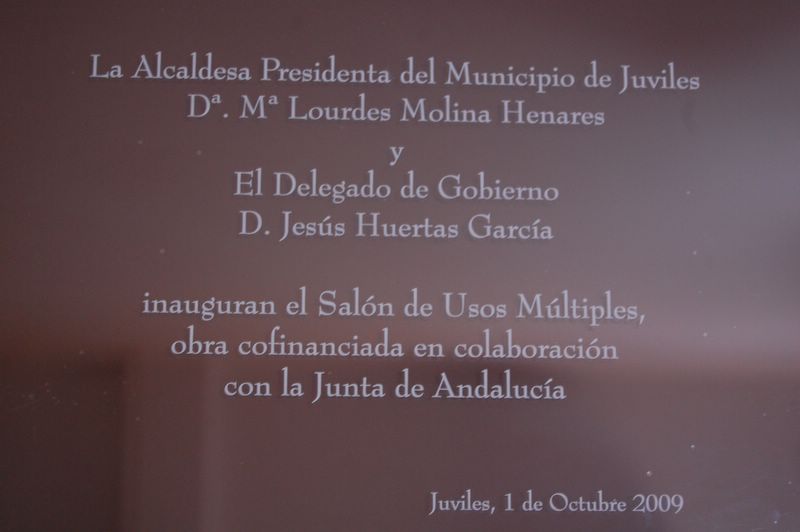 La Alcaldesa Presidenta del Municipio de Juviles
Dª. Mª Lourdes Molina Henares
y
El Delegado de Gobierno
D. Jesús Huertas García
inauguran el Salón de Usos Múltiples,
obra cofinanciada en colaboración
con la Junta de Andalucía
Juviles, 1 de Octubre 2009